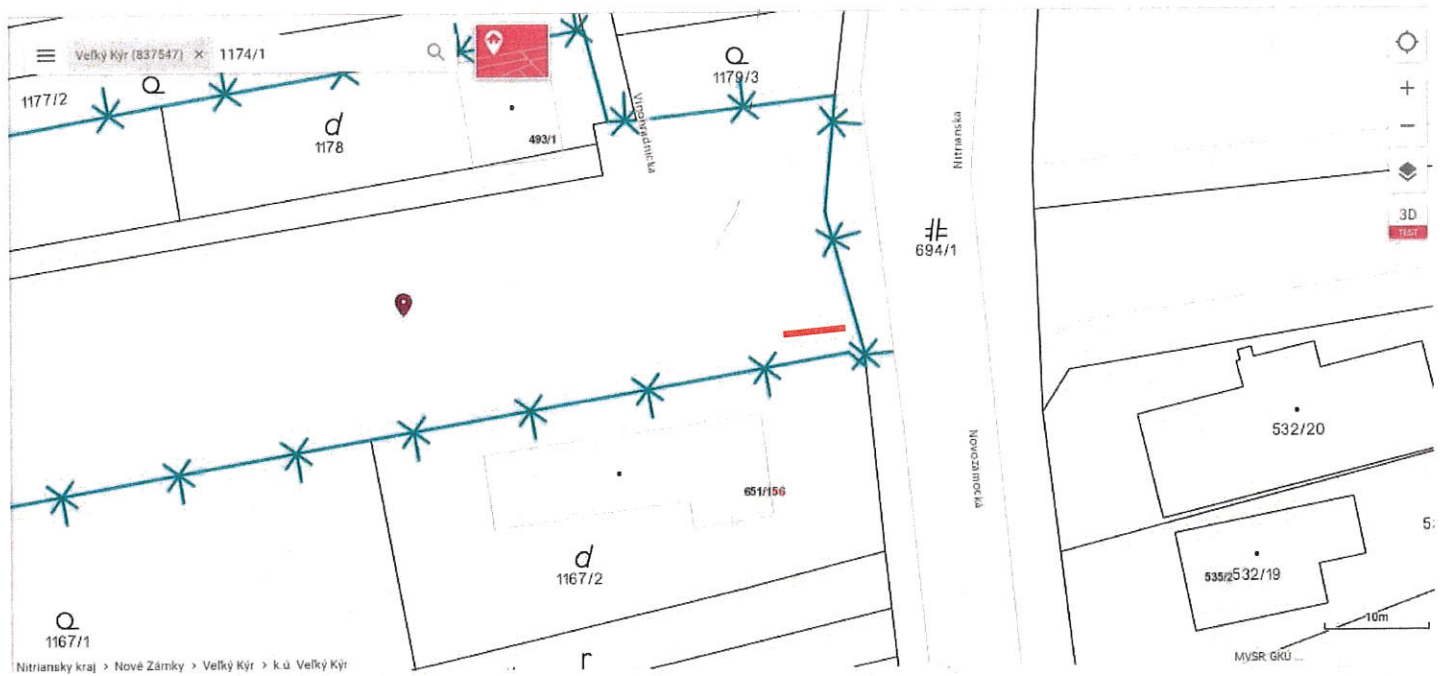 Veľký Kýr (837547) × 1174/1
1177/2
1178
493/1
Vinohradnícka
1179/3
Nitrianska
3D
TEST
694/1
Novozámocká
651/156
532/20
1167/2
535/2
532/19
1167/1
r
10m
Nitriansky kraj > Nové Zámky > Veľký Kýr > k.ú. Veľký Kýr
MVSR GKÚ ...